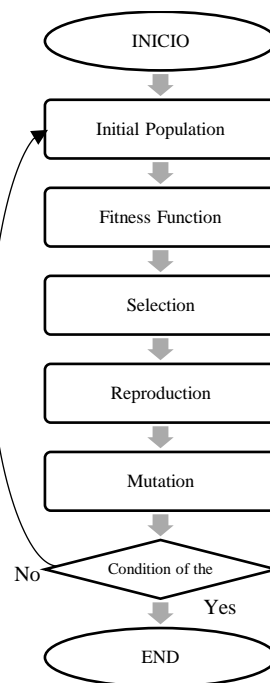 INICIO
Initial Population
Fitness Function
Selection
Reproduction
Mutation
Condition of the
No
Yes
END